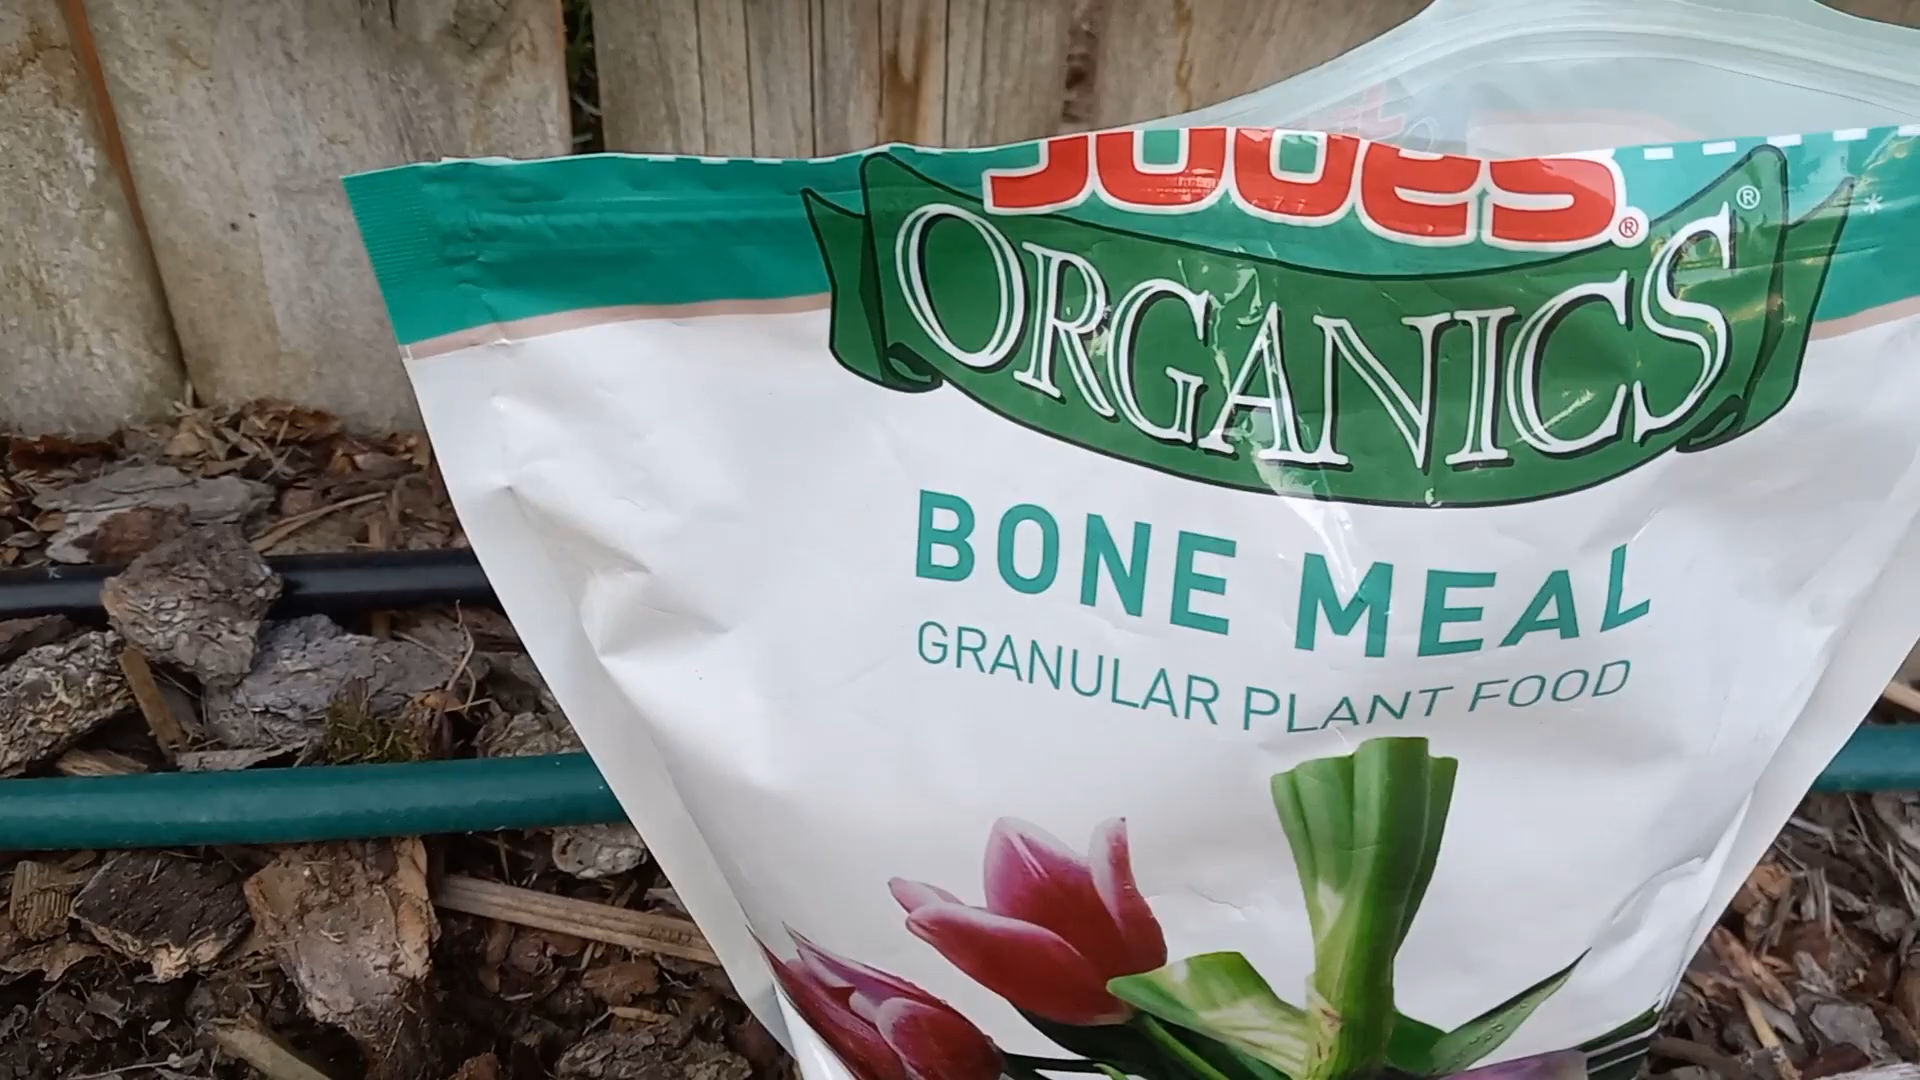 Jobes®
ORGANICS®
*
BONE MEAL
GRANULAR PLANT FOOD